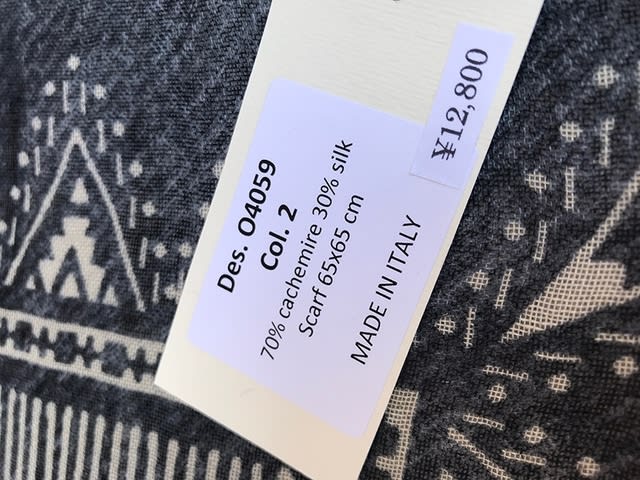 Des. O4059
Col. 2
70% cachemire 30% silk
Scarf 65x65 cm
MADE IN ITALY
¥12,800